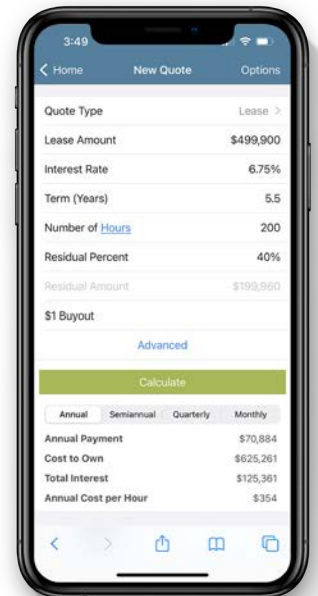 3:49
Home New Quote Options
Quote Type Lease
Lease Amount $499,900
Interest Rate 6.75%
Term (Years) 5.5
Number of Hours 200
Residual Percent 40%
Residual Amount $199,960
$1 Buyout
Advanced
Calculate
Annual Semiannual Quarterly Monthly
Annual Payment $70,884
Cost to Own $625,261
Total Interest $125,361
Annual Cost per Hour $354